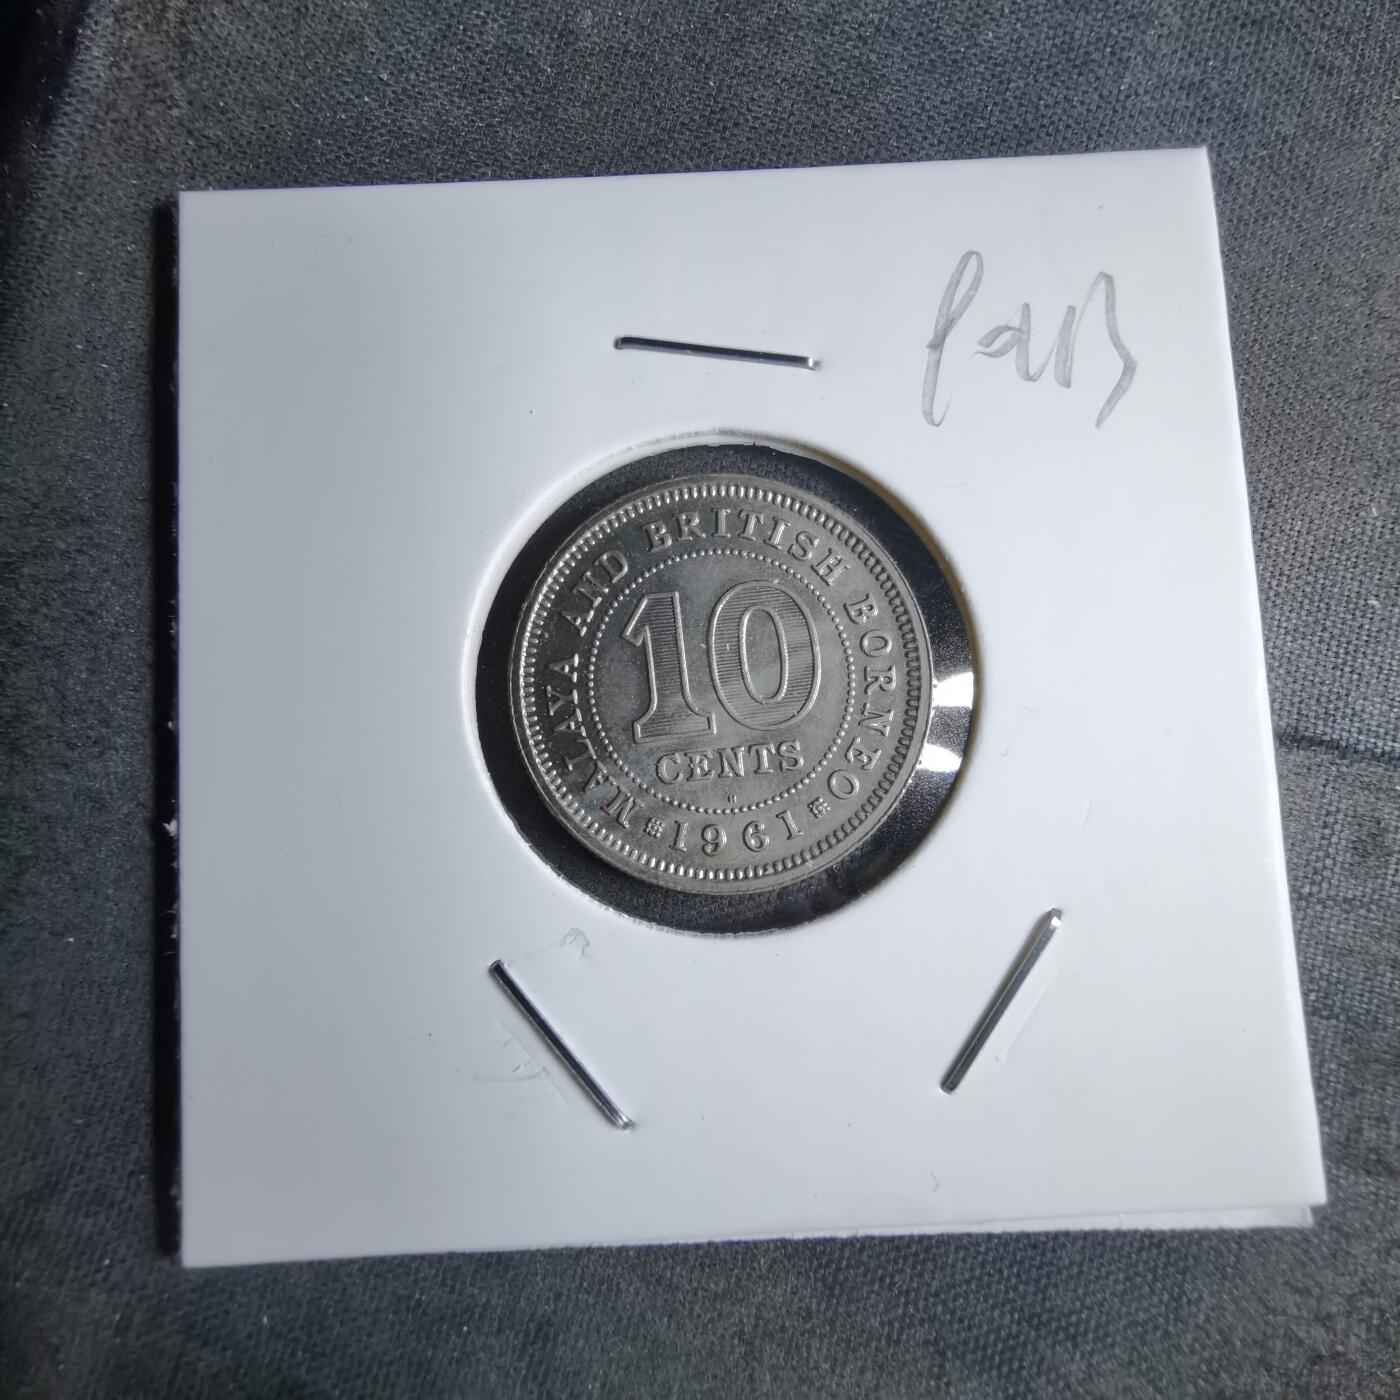 MALAYA AND BRITISH BORNEO
10
CENTS
H
1961